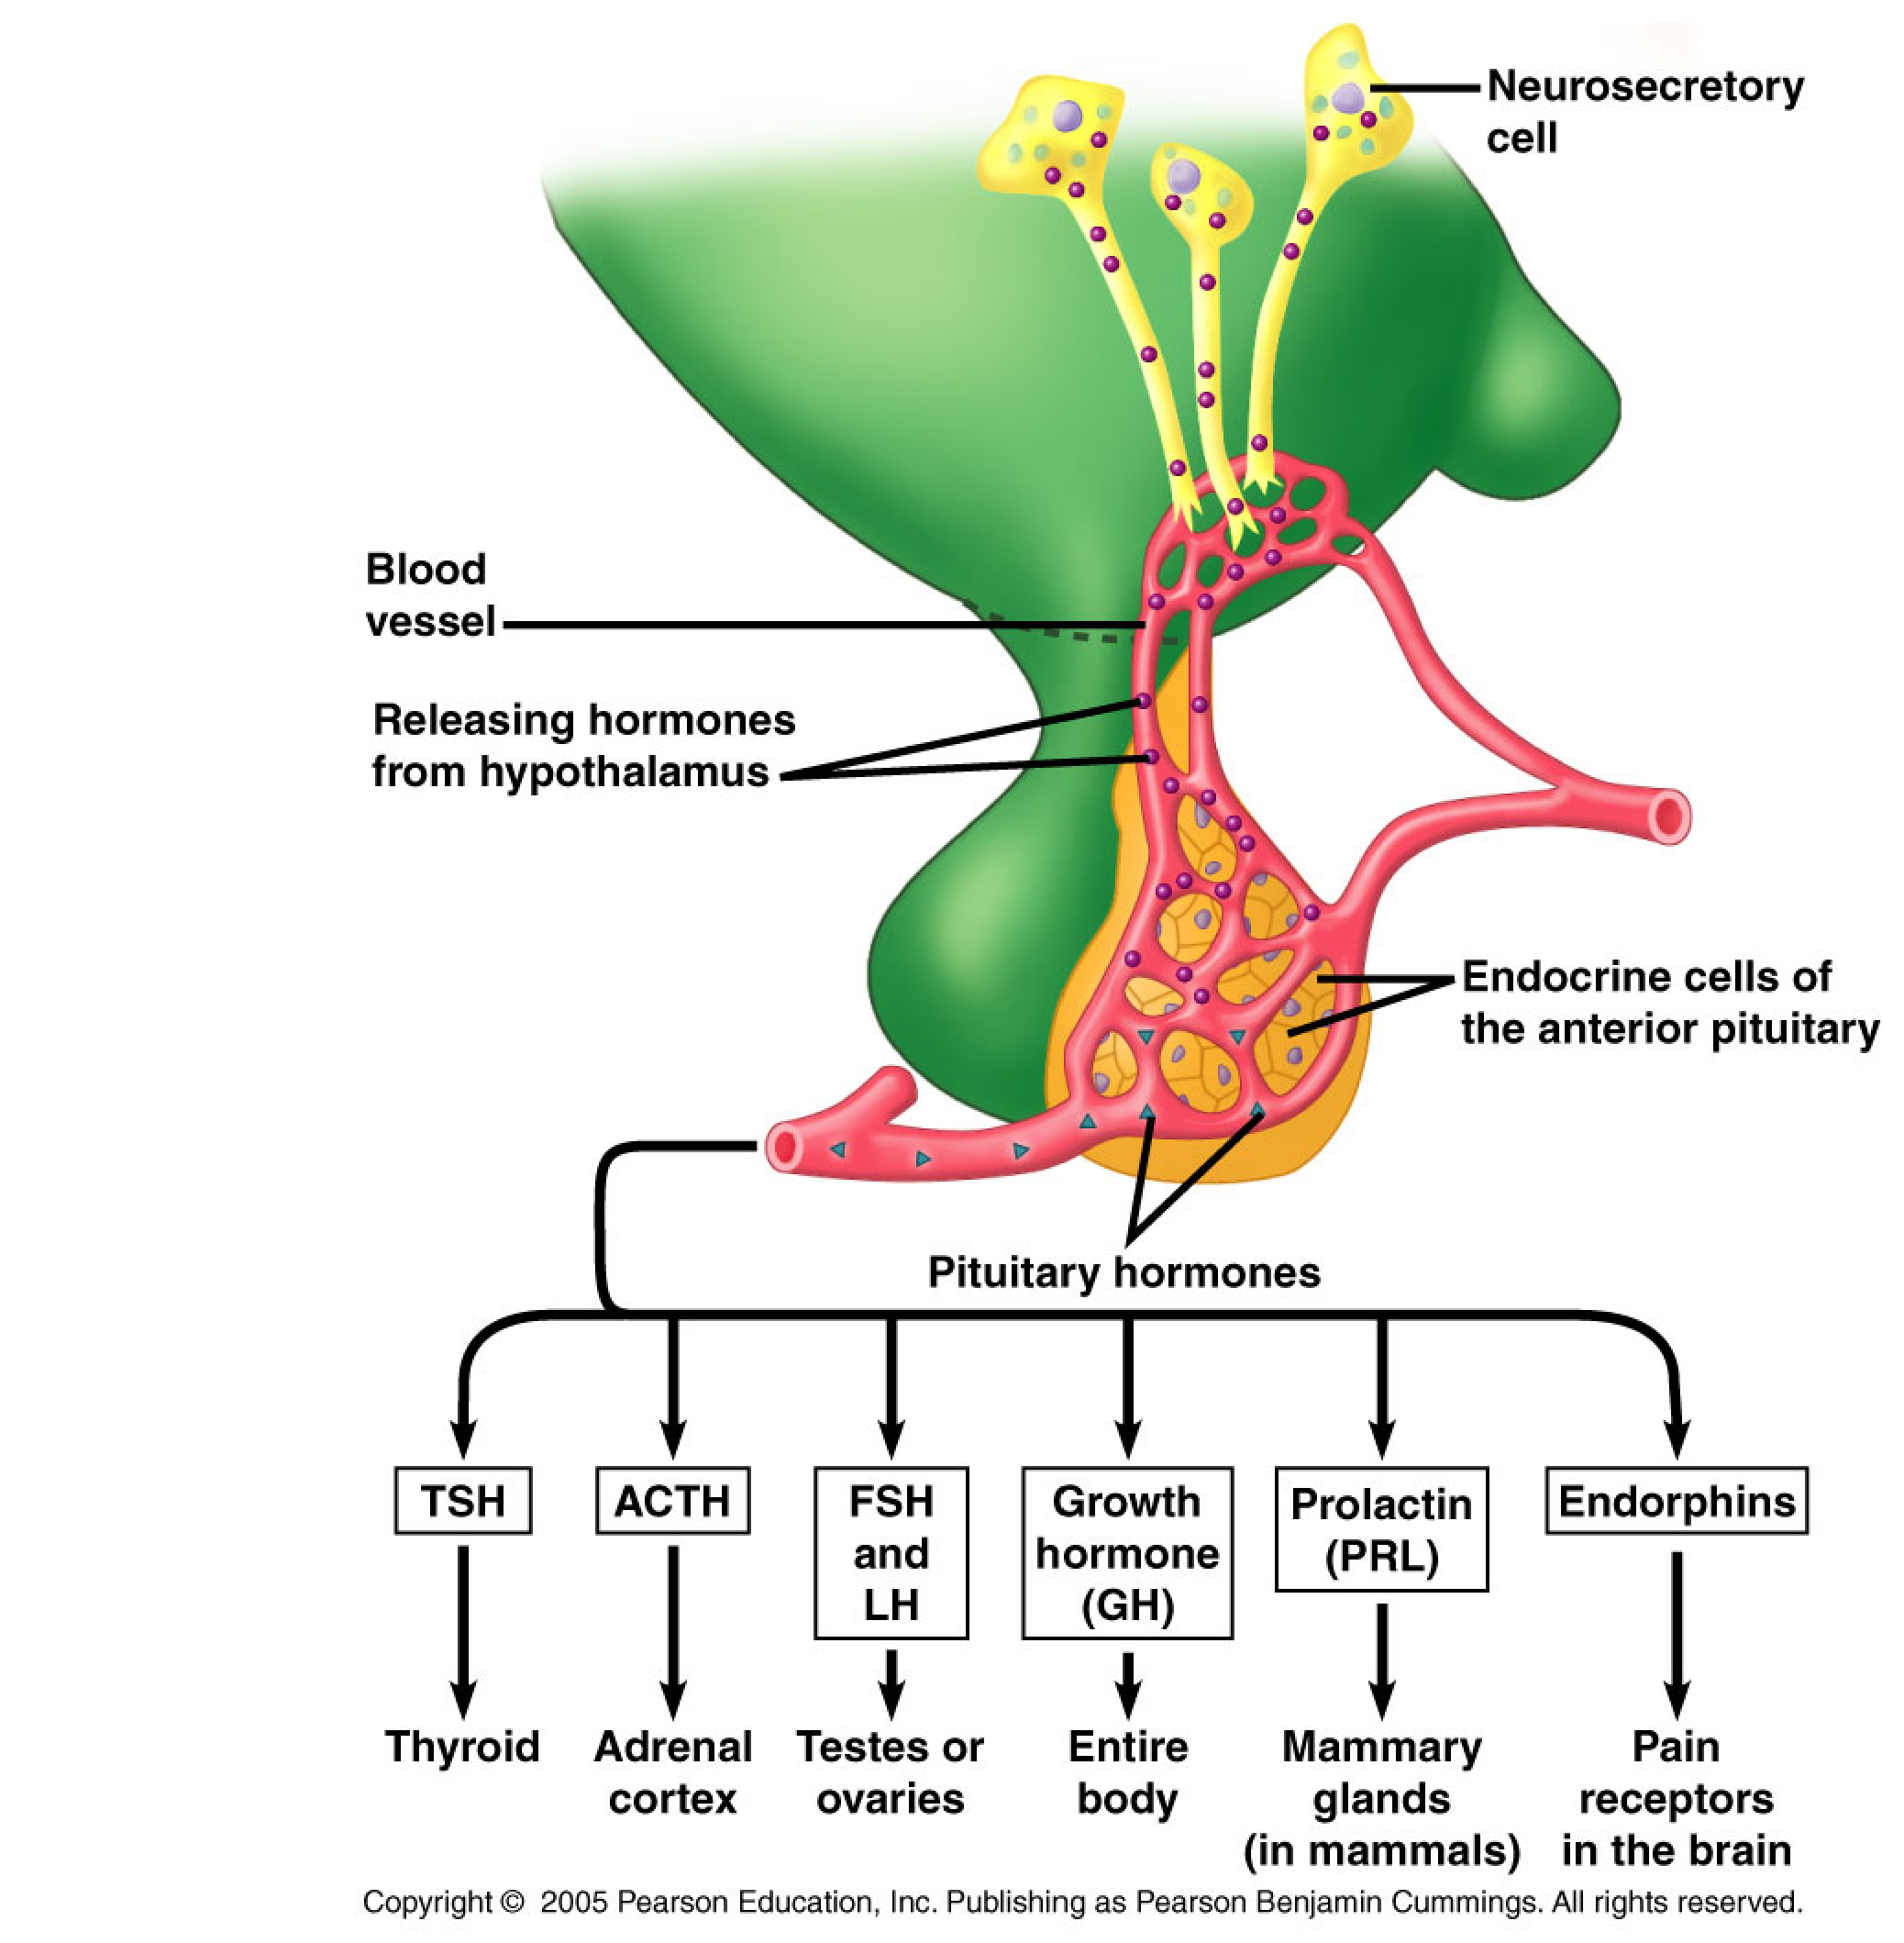 Neurosecretory
cell
Blood
vessel
Releasing hormones
from hypothalamus
Endocrine cells of
the anterior pituitary
Pituitary hormones
TSH
ACTH
FSH
and
LH
Growth
hormone
(GH)
Prolactin
(PRL)
Endorphins
Thyroid
Adrenal
cortex
Testes or
ovaries
Entire
body
Mammary
glands
(in mammals)
Pain
receptors
in the brain
Copyright © 2005 Pearson Education, Inc. Publishing as Pearson Benjamin Cummings. All rights reserved.